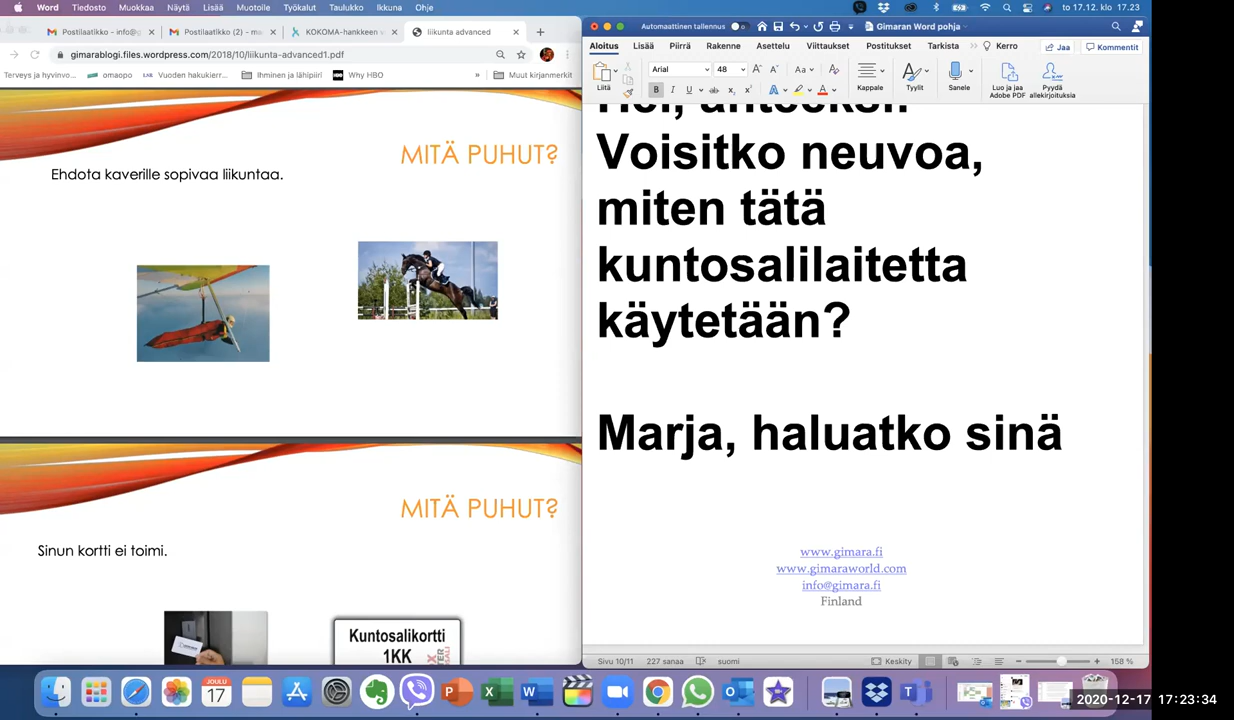 Word Tiedosto Muokkaa Näytä Lisää Muotoile Työkalut Taulukko Ikkuna Ohje
to 17.12. klo 17.23
Postilaatikko - info@g
Postilaatikko (2) - ma
KOKOMA-hankkeen v
liikunta advanced
gimarablogi.files.wordpress.com/2018/10/liikunta-advanced1.pdf
Terveys ja hyvinvo...
omaopo
Vuoden hakukierr...
Ihminen ja lähipiiri
Why HBO
»
Muut kirjanmerkit
MITÄ PUHUT?
Ehdota kaverille sopivaa liikuntaa.
MITÄ PUHUT?
Sinun kortti ei toimi.
Kuntosalikortti
1KK
Automaattinen tallennus
Gimaran Word pohja
Aloitus Lisää Piirrä Rakenne Asettelu Viittaukset Postitukset Tarkista » Kerro Jaa Kommentit
Liitä
Arial
48
Kappale
Tyylit
Sanele
Luo ja jaa
Adobe PDF
Pyydä
allekirjoituksia
Hei, anteeksi!
Voisitko neuvoa,
miten tätä
kuntosalilaitetta
käytetään?
Marja, haluatko sinä
www.gimara.fi
www.gimaraworld.com
info@gimara.fi
Finland
Sivu 10/11 227 sanaa suomi Keskity 158 %
JOULU
17
2020-12-17 17:23:34